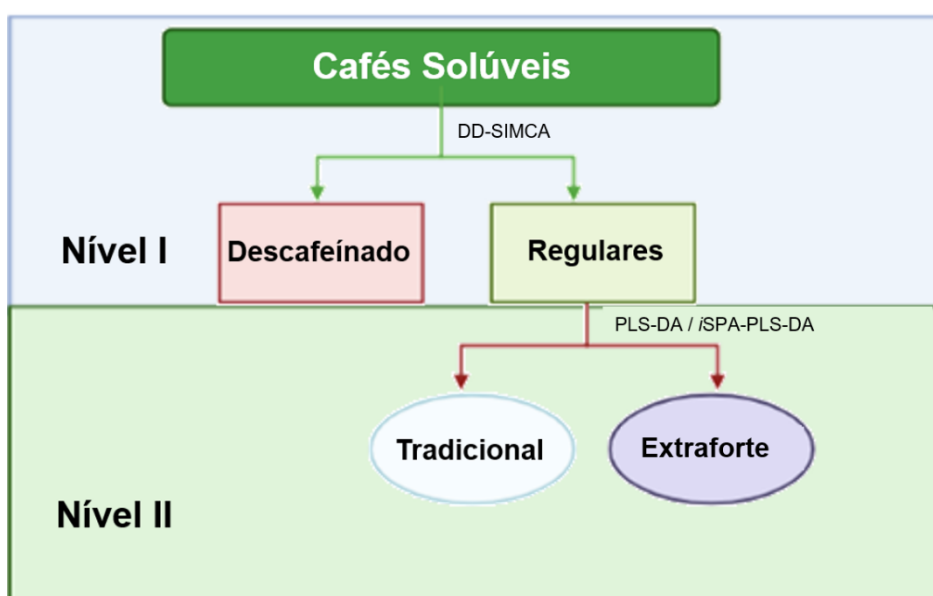 Cafés Solúveis
DD-SIMCA
Nível I
Descafeínado
Regulares
PLS-DA / iSPA-PLS-DA
Tradicional
Extraforte
Nível II